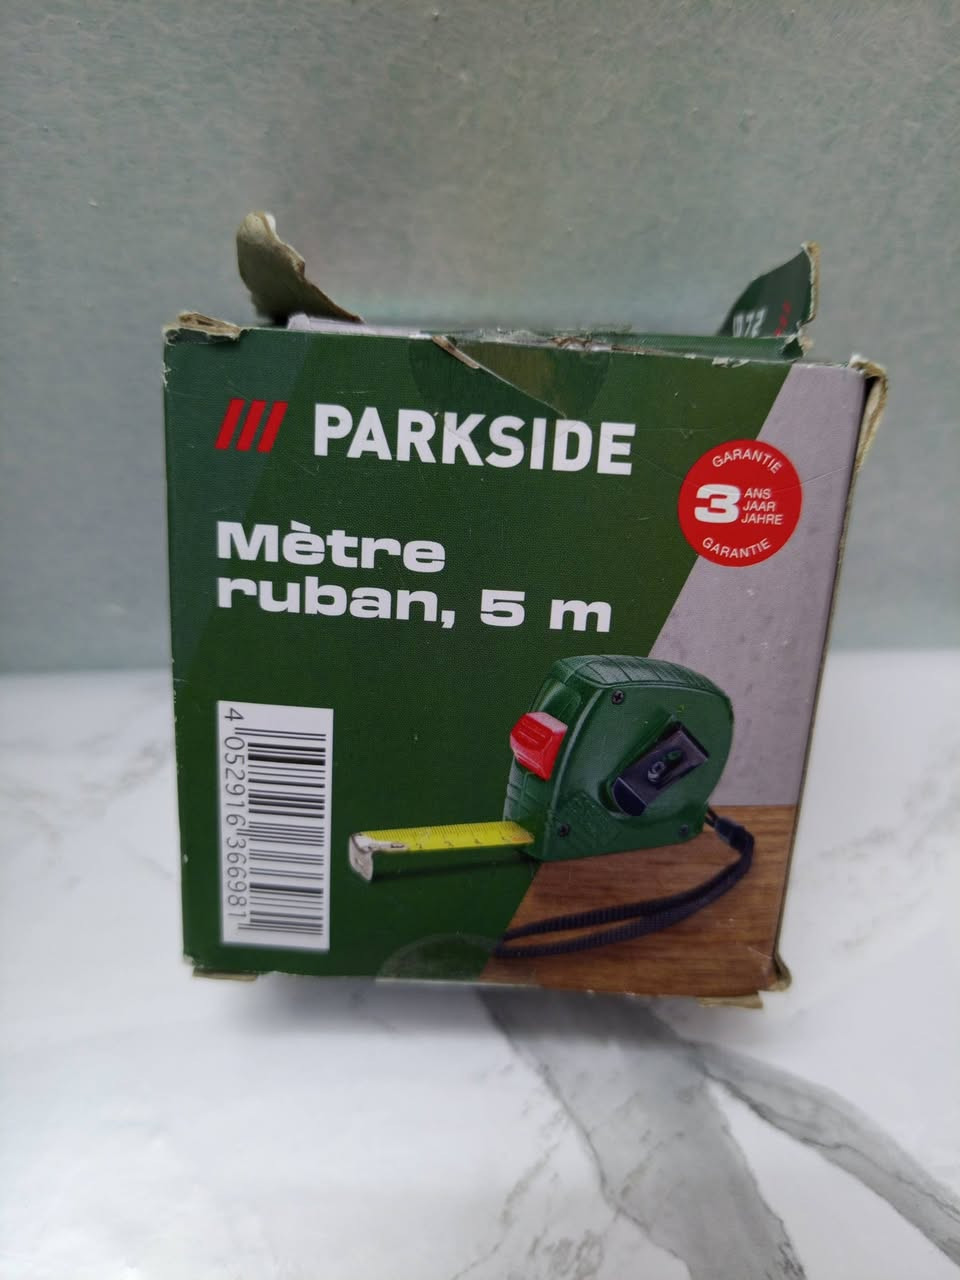 PARKSIDE
GARANTIE
3 ANS
JAAR
JAHRE
GARANTIE
Mètre
ruban, 5 m
4 052916 366981